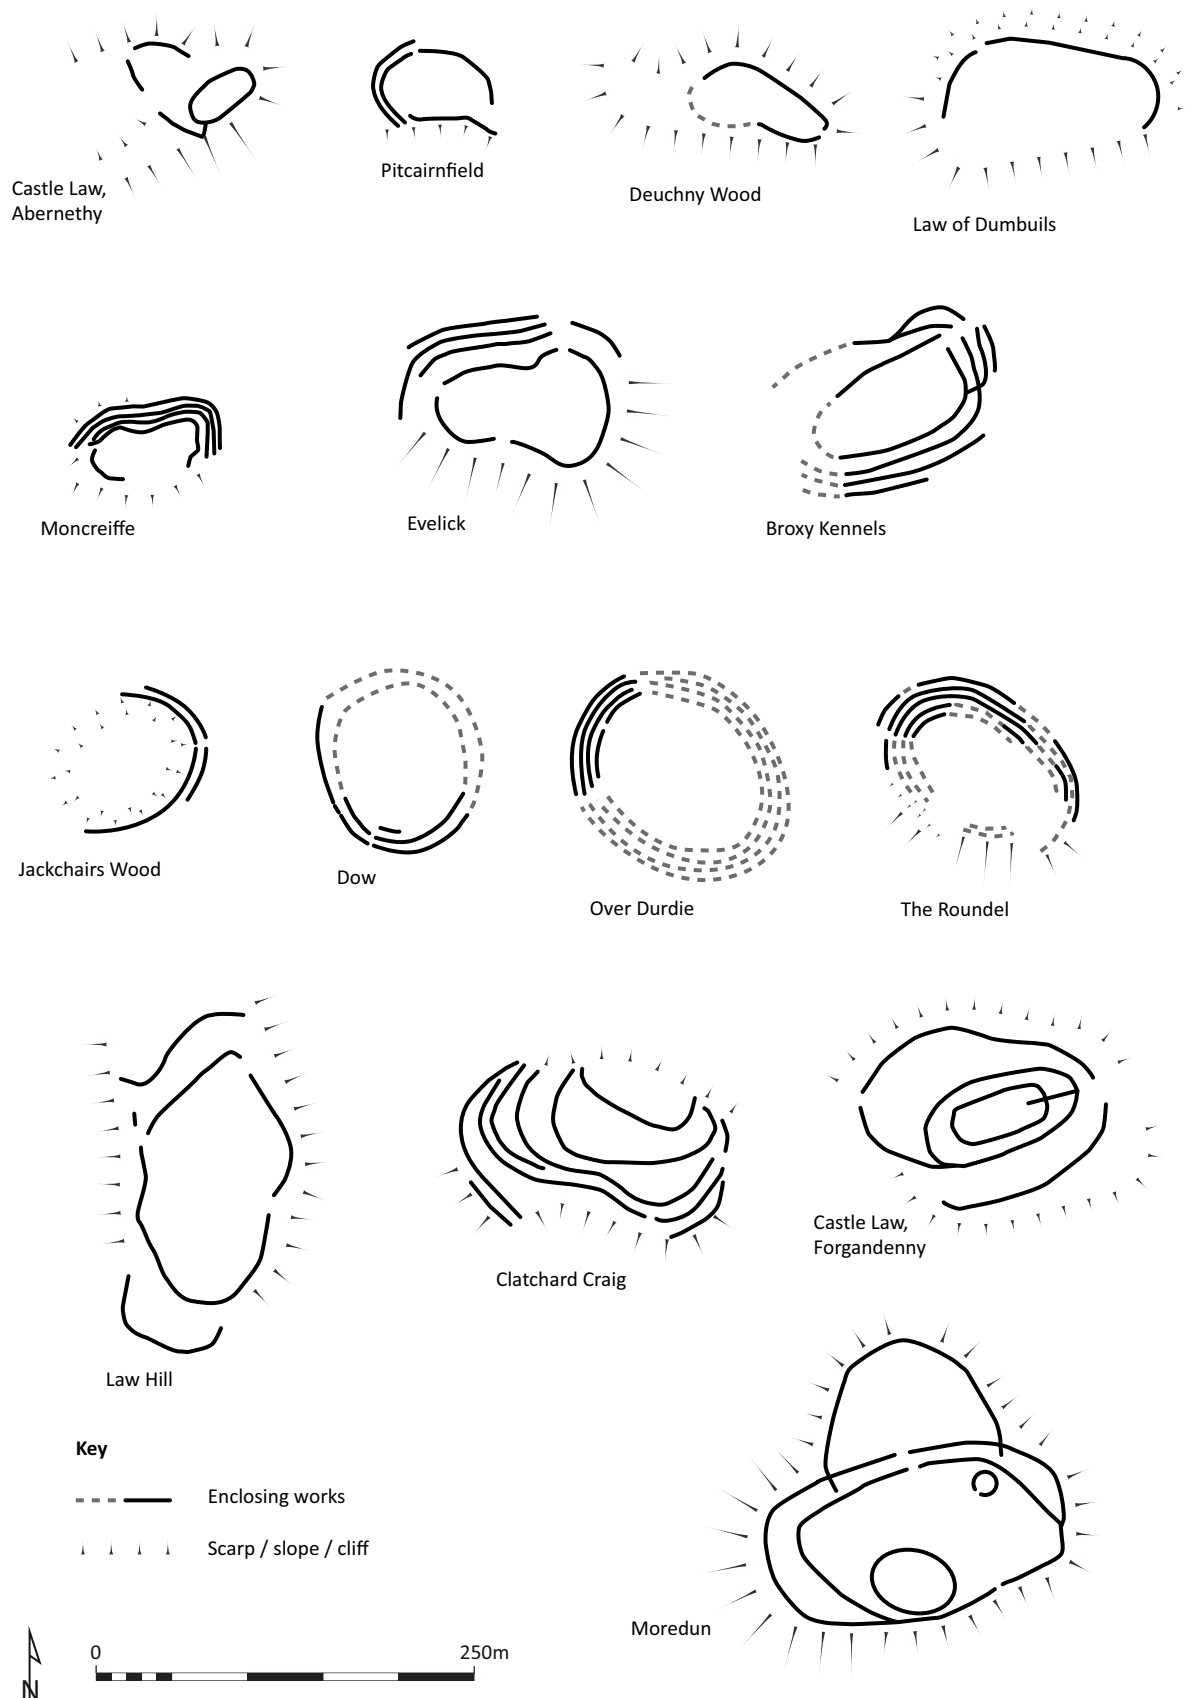 Castle Law,
Abernethy
Pitcairnfield
Deuchny Wood
Law of Dumbuils
Moncreiffe
Evelick
Broxy Kennels
Jackchairs Wood
Dow
Over Durdie
The Roundel
Law Hill
Clatchard Craig
Castle Law,
Forgandenny
Moredun
Key
Enclosing works
Scarp / slope / cliff
N
0 250m